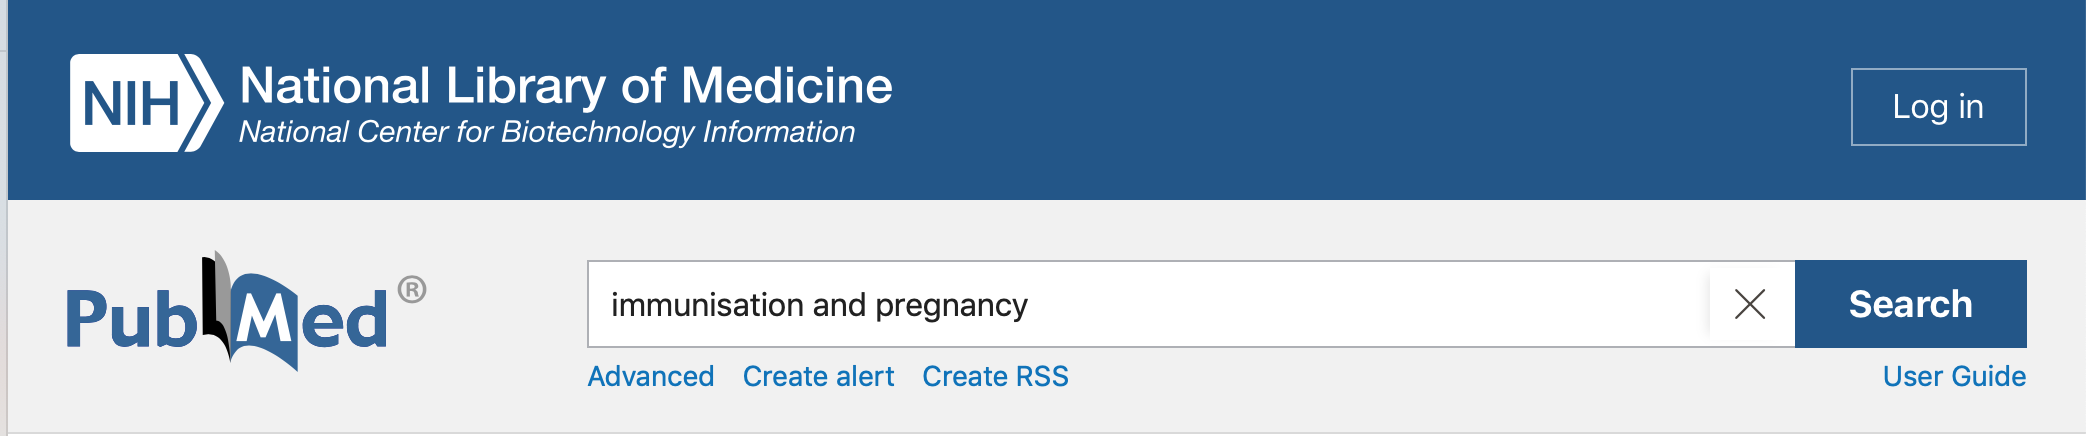 NIH National Library of Medicine
National Center for Biotechnology Information
Log in
PubMed®
immunisation and pregnancy
Search
Advanced Create alert Create RSS User Guide